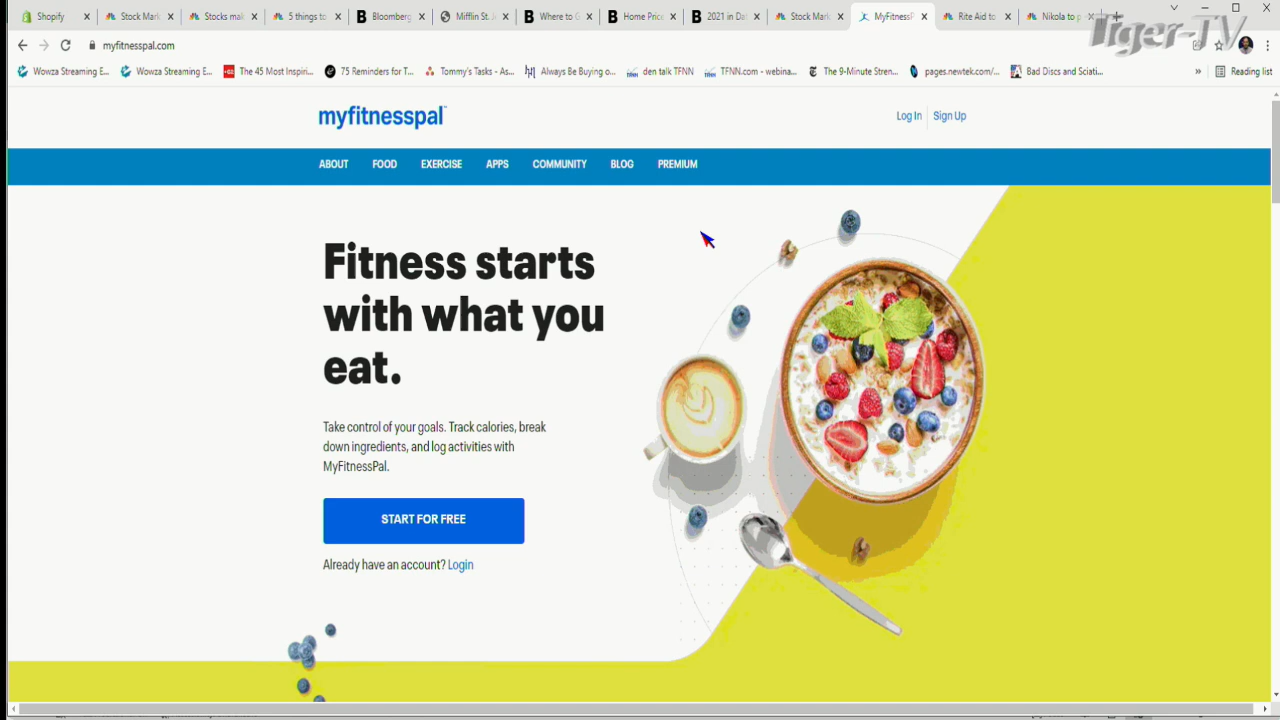 Shopify
Stock Mark
Stocks mak
5 things to
Bloomberg
Mifflin St. J
Where to G
Home Price
2021 in Da
Stock Mark
MyFitnessP
Rite Aid to
Nikola to p
Tiger-TV
myfitnesspal.com
Wowza Streaming E...
Wowza Streaming E...
The 45 Most Inspiri...
75 Reminders for T...
Tommy's Tasks - As...
Always Be Buying o...
den talk TFNN
TFNN.com - webina...
The 9-Minute Stren...
pages.newtek.com/...
Bad Discs and Sciati...
»
Reading list
myfitnesspal
Log In
Sign Up
ABOUT FOOD EXERCISE APPS COMMUNITY BLOG PREMIUM
Fitness starts
with what you
eat.
Take control of your goals. Track calories, break
down ingredients, and log activities with
MyFitnessPal.
START FOR FREE
Already have an account? Login